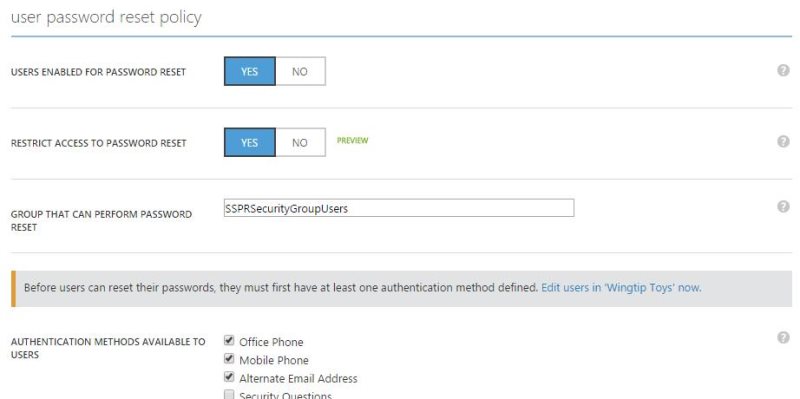 user password reset policy
USERS ENABLED FOR PASSWORD RESET YES NO ?
RESTRICT ACCESS TO PASSWORD RESET YES NO PREVIEW ?
GROUP THAT CAN PERFORM PASSWORD SSPRSecurityGroupUsers ?
RESET
Before users can reset their passwords, they must first have at least one authentication method defined. Edit users in 'Wingtip Toys' now.
AUTHENTICATION METHODS AVAILABLE TO Office Phone ?
USERS
Mobile Phone
Alternate Email Address
Security Questions